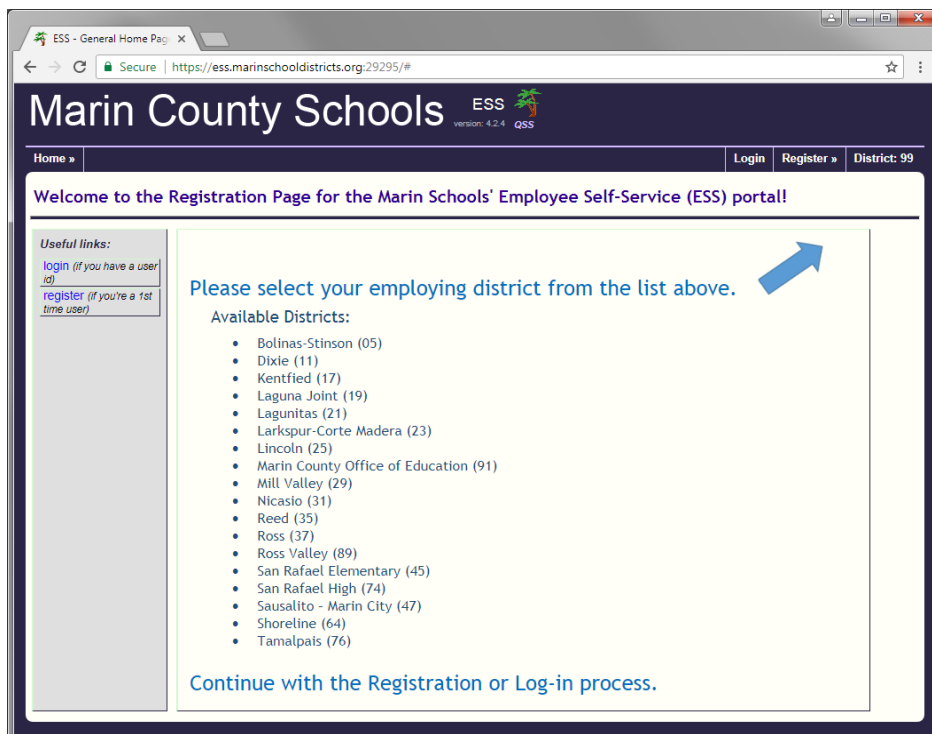 ESS - General Home Pag
Secure | https://ess.marinschooldistricts.org:29295/#
Marin County Schools ESS
version: 4.2.4 QSS
Home » Login Register » District: 99
Welcome to the Registration Page for the Marin Schools' Employee Self-Service (ESS) portal!
Useful links:
login (if you have a user
id)
register (if you're a 1st
time user)
Please select your employing district from the list above.
Available Districts:
• Bolinas-Stinson (05)
• Dixie (11)
• Kentfied (17)
• Laguna Joint (19)
• Lagunitas (21)
• Larkspur-Corte Madera (23)
• Lincoln (25)
• Marin County Office of Education (91)
• Mill Valley (29)
• Nicasio (31)
• Reed (35)
• Ross (37)
• Ross Valley (89)
• San Rafael Elementary (45)
• San Rafael High (74)
• Sausalito - Marin City (47)
• Shoreline (64)
• Tamalpais (76)
Continue with the Registration or Log-in process.